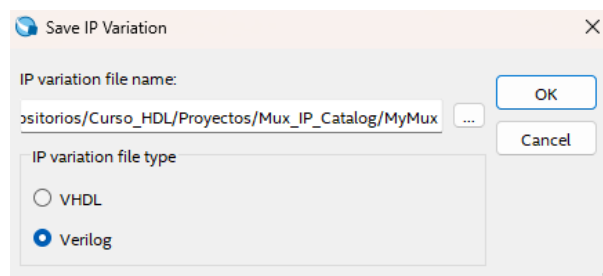 Save IP Variation
IP variation file name:
ositorios/Curso_HDL/Proyectos/Mux_IP_Catalog/MyMux
...
OK
Cancel
IP variation file type
VHDL
Verilog